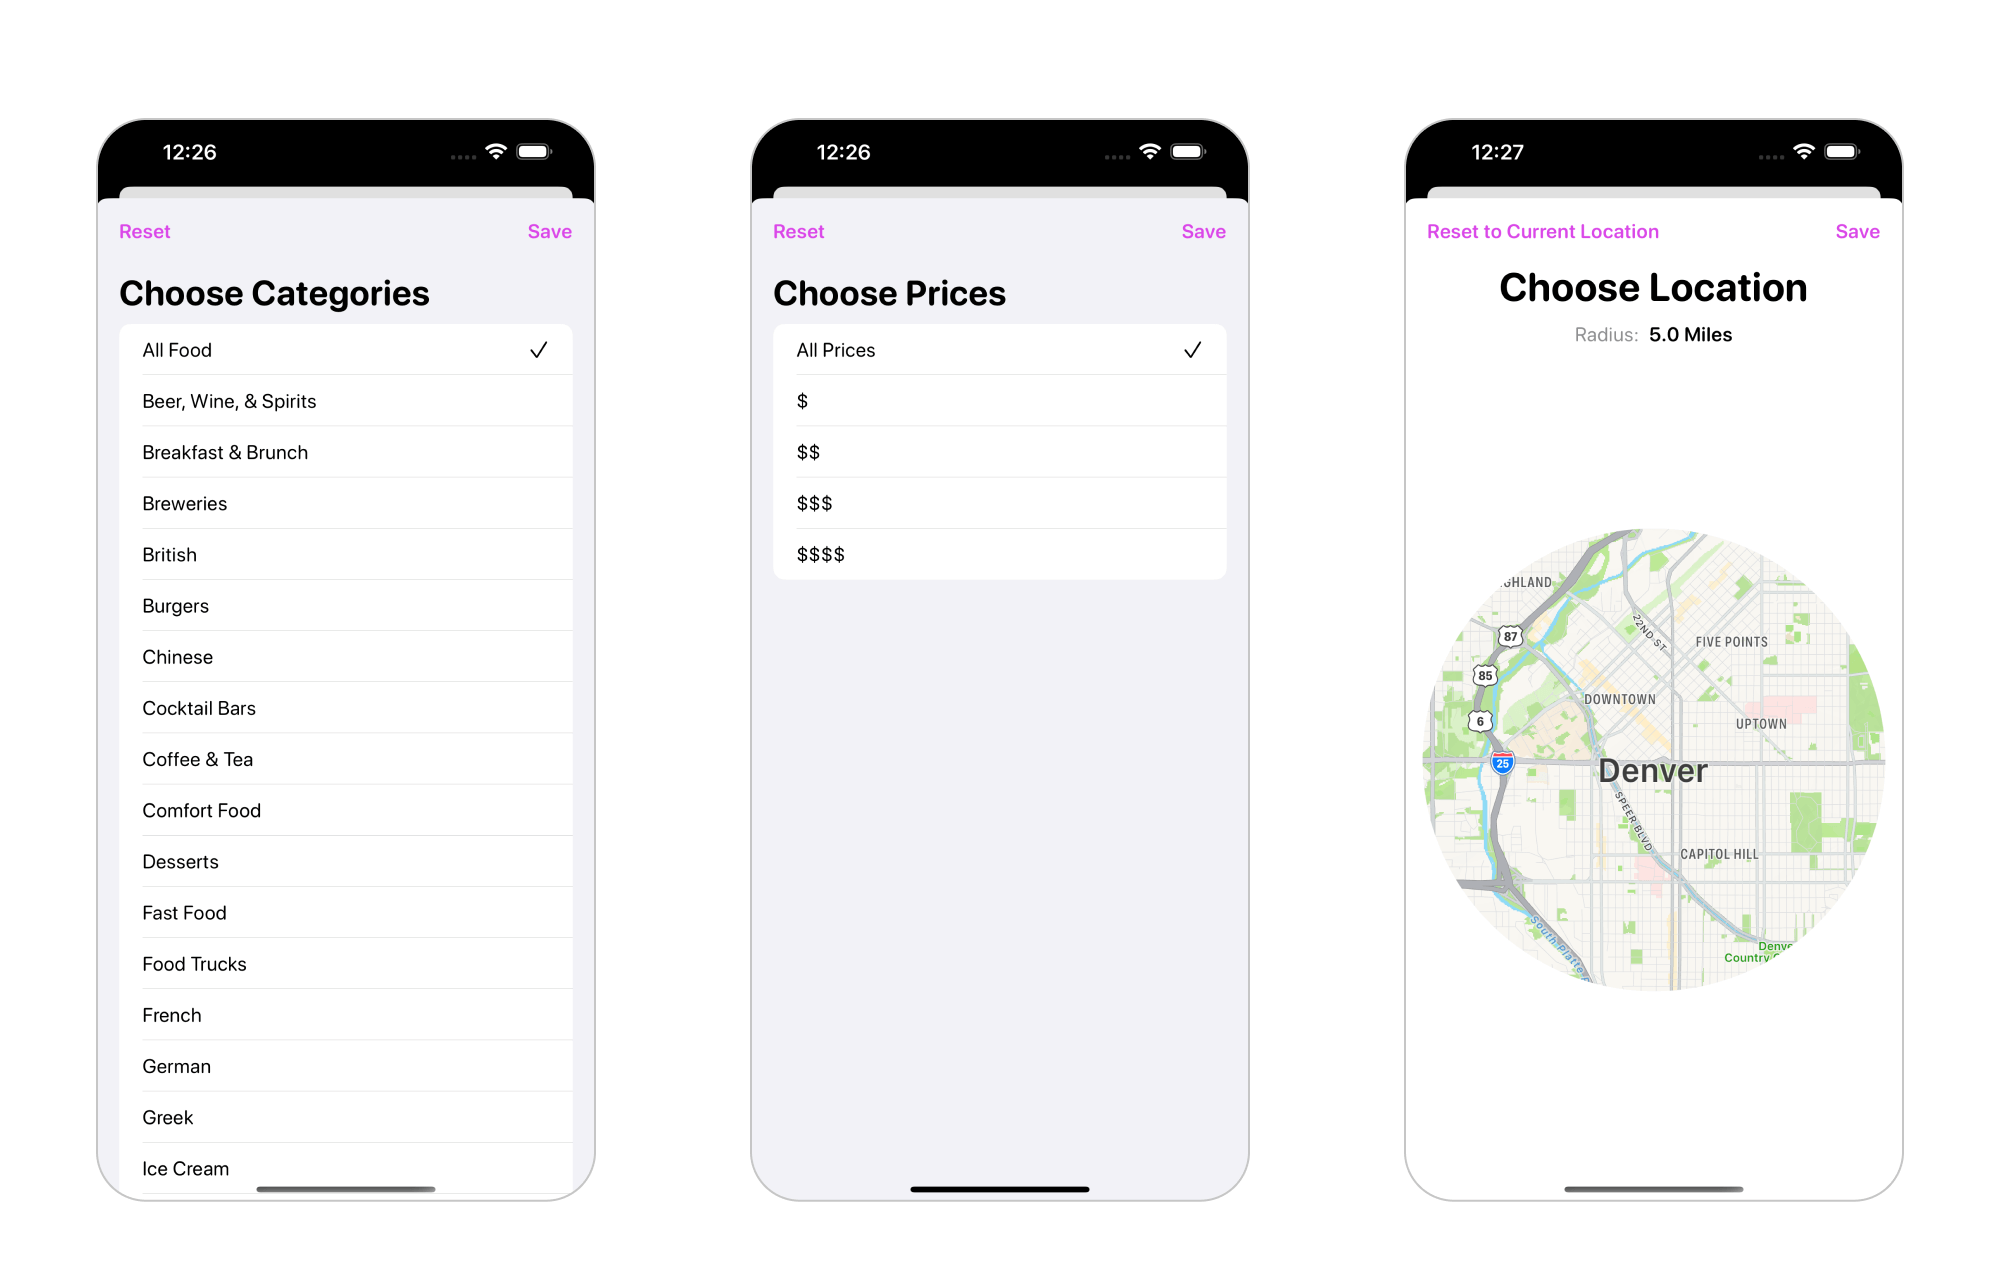 12:26
Reset Save
Choose Categories
All Food
Beer, Wine, & Spirits
Breakfast & Brunch
Breweries
British
Burgers
Chinese
Cocktail Bars
Coffee & Tea
Comfort Food
Desserts
Fast Food
Food Trucks
French
German
Greek
Ice Cream
12:26
Reset Save
Choose Prices
All Prices
$
$$
$$$
$$$$
12:27
Reset to Current Location Save
Choose Location
Radius: 5.0 Miles
GHLAND
87
22ND ST
FIVE POINTS
85
DOWNTOWN
6
UPTOWN
25
Denver
SPEER BLVD
CAPITOL HILL
South Platte
Denve
Country